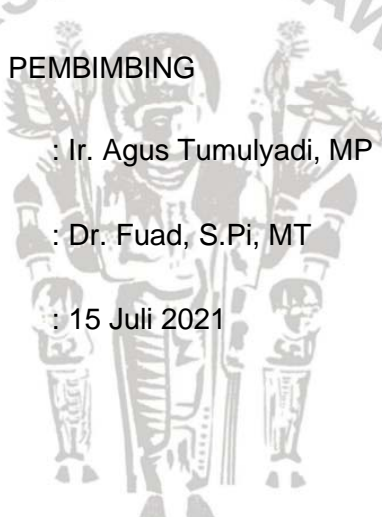 PEMBIMBING
: Ir. Agus Tumulyadi, MP
: Dr. Fuad, S.Pi, MT
: 15 Juli 2021